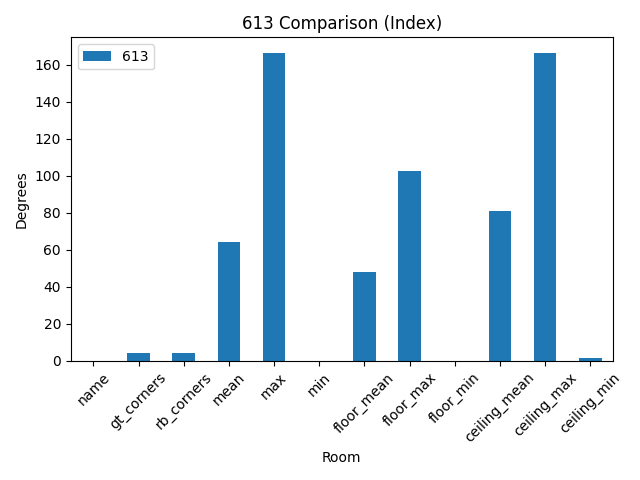 613 Comparison (Index)
613
160
140
120
100
80
60
40
20
0
Degrees
name
gt_corners
rb_corners
mean
max
min
floor_mean
floor_max
floor_min
ceiling_mean
ceiling_max
ceiling_min
Room